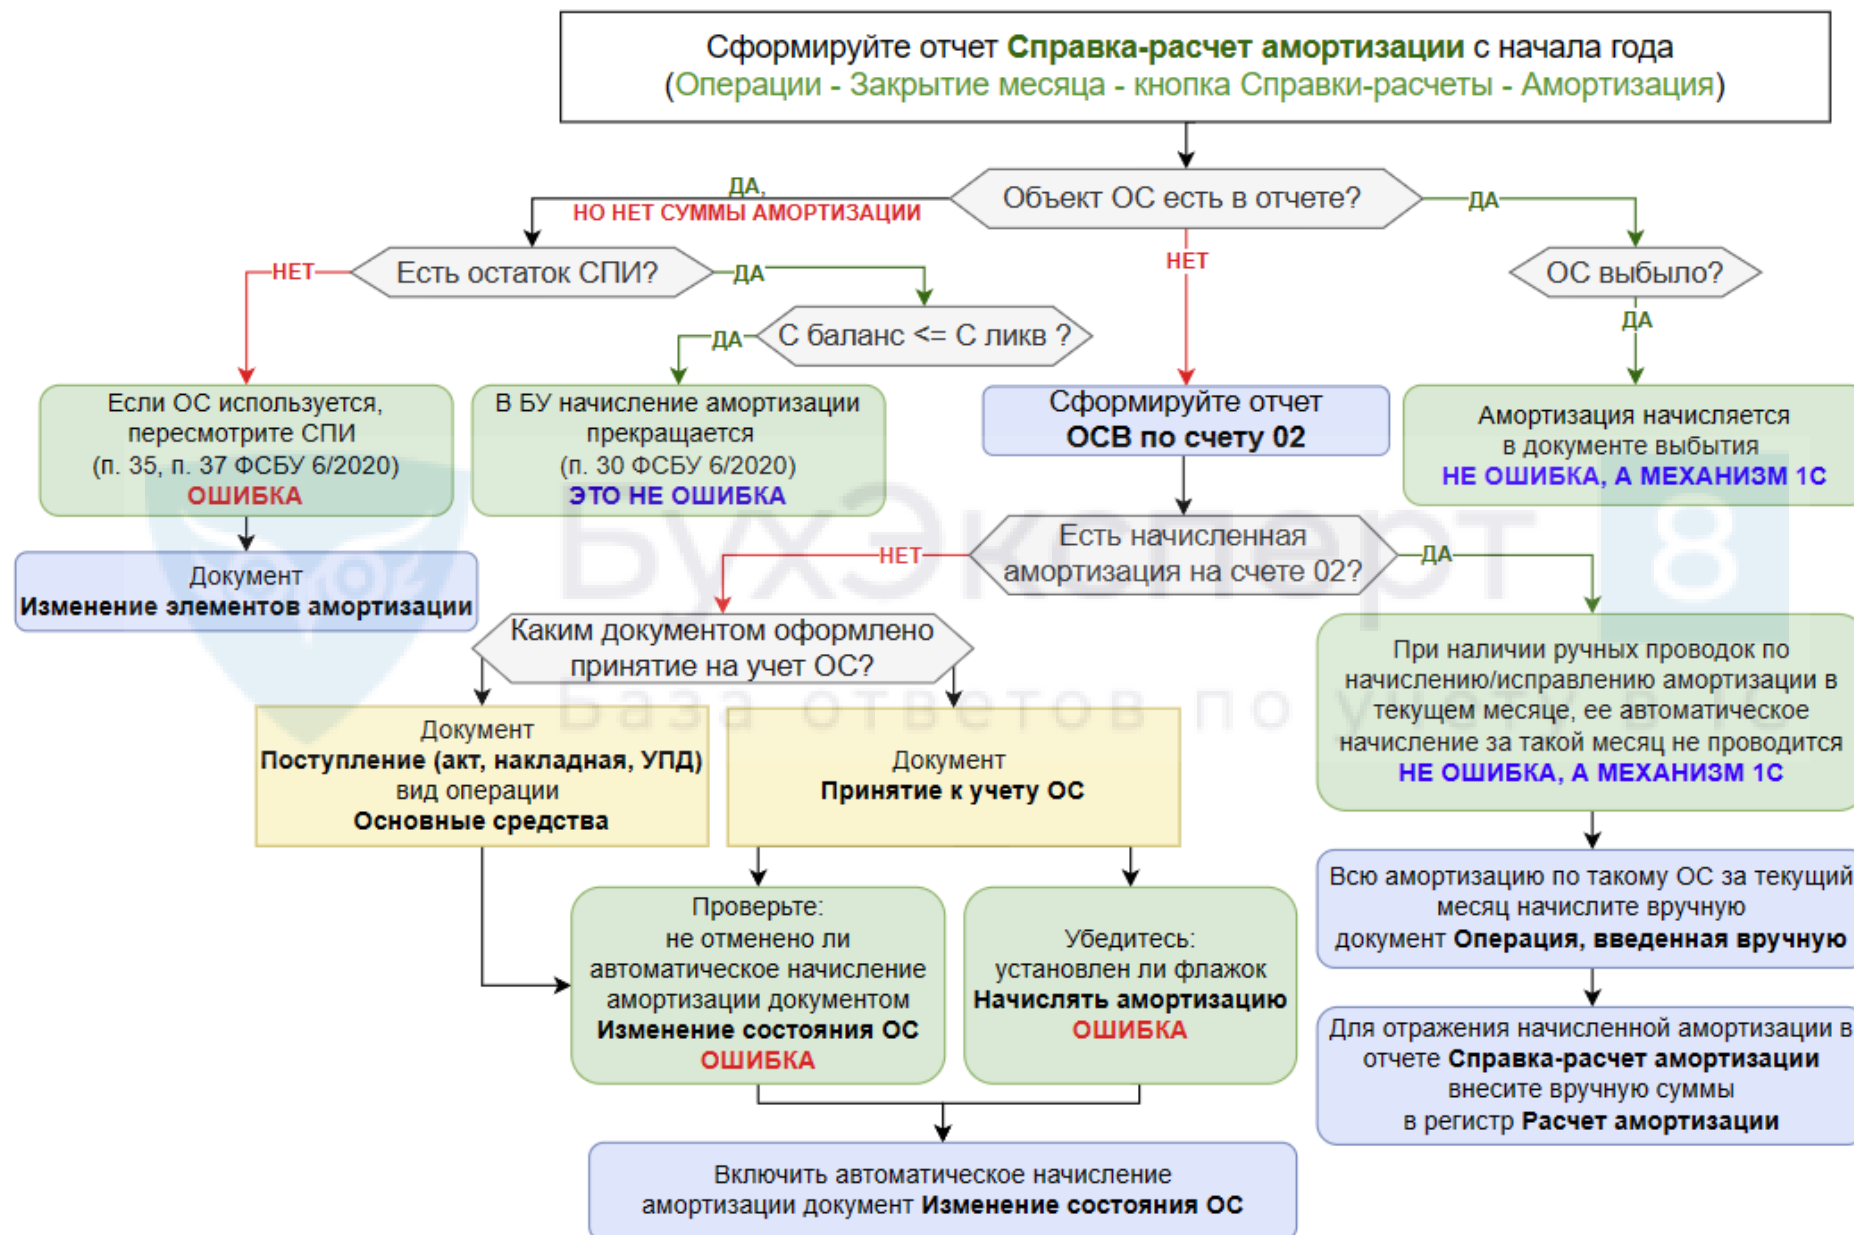 Сформируйте отчет Справка-расчет амортизации с начала года
(Операции - Закрытие месяца - кнопка Справки-расчеты - Амортизация)
Объект ОС есть в отчете?
ДА,
НО НЕТ СУММЫ АМОРТИЗАЦИИ
НЕТ
ДА
Есть остаток СПИ?
НЕТ
ДА
ОС выбыло?
ДА
С баланс <= С ликв ?
ДА
Если ОС используется,
пересмотрите СПИ
(п. 35, п. 37 ФСБУ 6/2020)
ОШИБКА
В БУ начисление амортизации
прекращается
(п. 30 ФСБУ 6/2020)
ЭТО НЕ ОШИБКА
Сформируйте отчет
ОСВ по счету 02
Амортизация начисляется
в документе выбытия
НЕ ОШИБКА, А МЕХАНИЗМ 1С
Документ
Изменение элементов амортизации
Есть начисленная
амортизация на счете 02?
НЕТ
ДА
Каким документом оформлено
принятие на учет ОС?
При наличии ручных проводок по
начислению/исправлению амортизации в
текущем месяце, ее автоматическое
начисление за такой месяц не проводится
НЕ ОШИБКА, А МЕХАНИЗМ 1С
Документ
Поступление (акт, накладная, УПД)
вид операции
Основные средства
Документ
Принятие к учету ОС
Проверьте:
не отменено ли
автоматическое начисление
амортизации документом
Изменение состояния ОС
ОШИБКА
Убедитесь:
установлен ли флажок
Начислять амортизацию
ОШИБКА
Всю амортизацию по такому ОС за текущий
месяц начислите вручную
документ Операция, введенная вручную
Для отражения начисленной амортизации в
отчете Справка-расчет амортизации
внесите вручную суммы
в регистр Расчет амортизации
Включить автоматическое начисление
амортизации документ Изменение состояния ОС
БухЭксперт 8
База ответов по учету в 1С